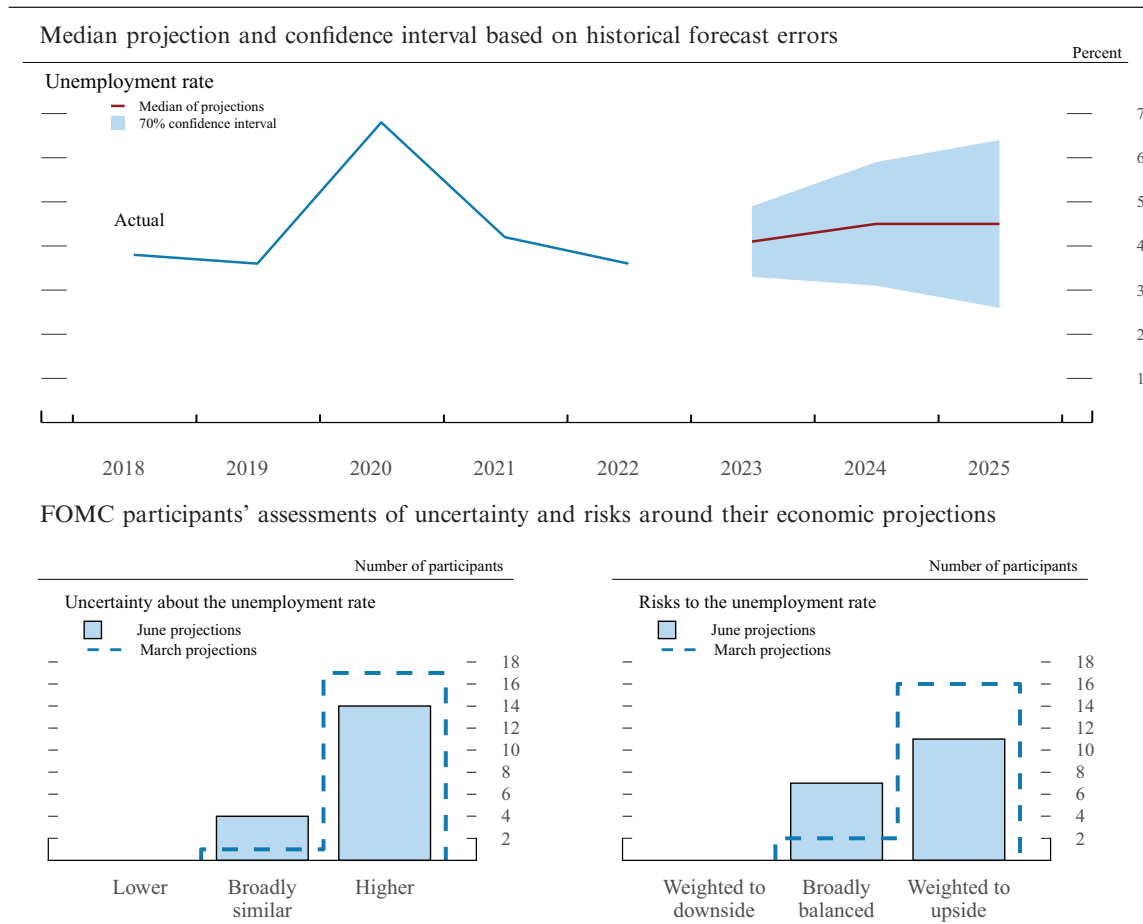 Median projection and confidence interval based on historical forecast errors
Percent
Unemployment rate
Median of projections
70% confidence interval
Actual
7
6
5
4
3
2
1
2018 2019 2020 2021 2022 2023 2024 2025
FOMC participants’ assessments of uncertainty and risks around their economic projections
Number of participants
Uncertainty about the unemployment rate
June projections
March projections
18
16
14
12
10
8
6
4
2
Lower Broadly similar Higher
Number of participants
Risks to the unemployment rate
June projections
March projections
18
16
14
12
10
8
6
4
2
Weighted to downside Broadly balanced Weighted to upside